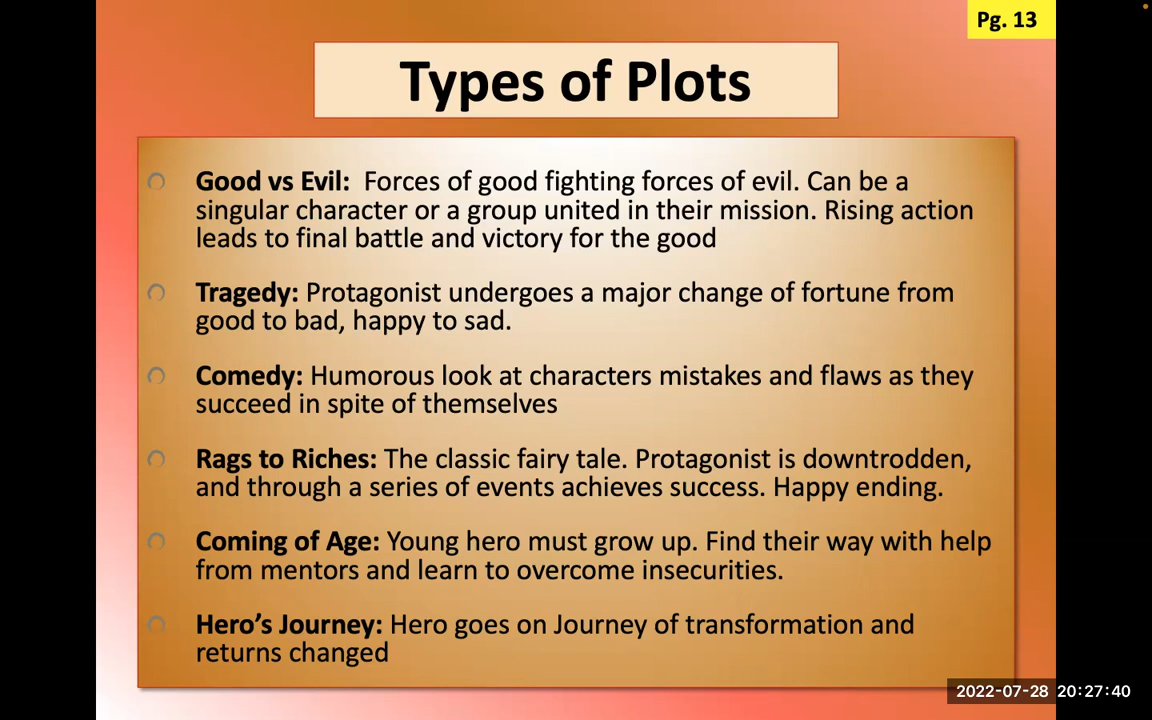 Pg. 13
Types of Plots
Good vs Evil:  Forces of good fighting forces of evil. Can be a
singular character or a group united in their mission. Rising action
leads to final battle and victory for the good
Tragedy: Protagonist undergoes a major change of fortune from
good to bad, happy to sad.
Comedy: Humorous look at characters mistakes and flaws as they
succeed in spite of themselves
Rags to Riches: The classic fairy tale. Protagonist is downtrodden,
and through a series of events achieves success. Happy ending.
Coming of Age: Young hero must grow up. Find their way with help
from mentors and learn to overcome insecurities.
Hero’s Journey: Hero goes on Journey of transformation and
returns changed
2022-07-28 20:27:40